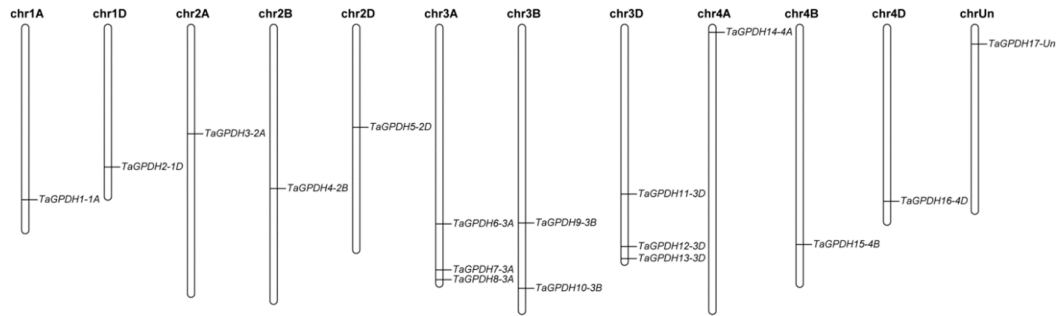 chr1A chr1D chr2A chr2B chr2D chr3A chr3B chr3D chr4A chr4B chr4D chrUn
TaGPDH14-4A
TaGPDH17-Un
TaGPDH5-2D
TaGPDH3-2A
TaGPDH2-1D
TaGPDH4-2B
TaGPDH11-3D
TaGPDH1-1A
TaGPDH16-4D
TaGPDH6-3A TaGPDH9-3B
TaGPDH15-4B
TaGPDH12-3D
TaGPDH13-3D
TaGPDH7-3A
TaGPDH8-3A
TaGPDH10-3B